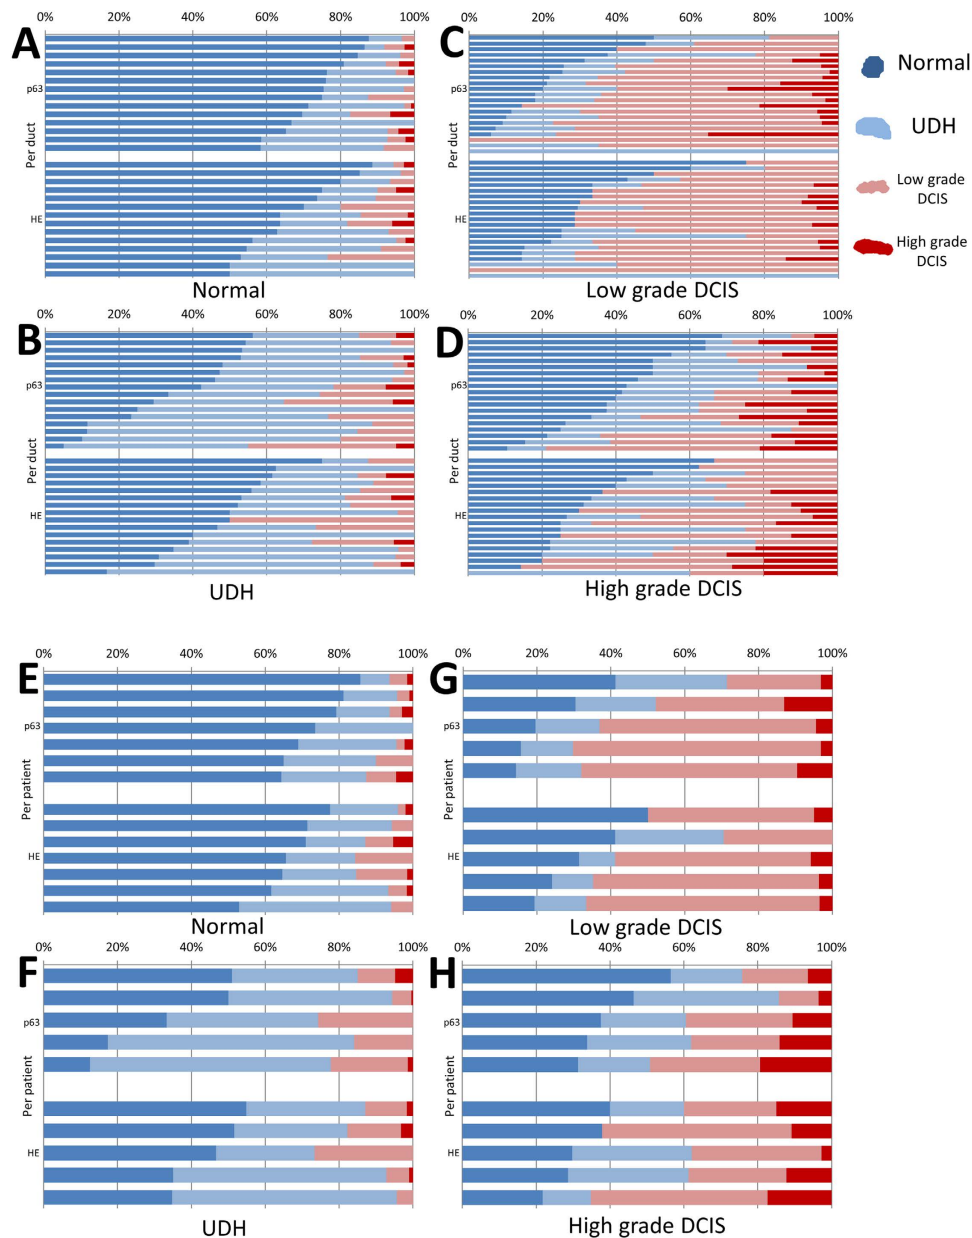 A
0% 20% 40% 60% 80% 100%
p63
Per duct
HE
Normal
C
0% 20% 40% 60% 80% 100%
p63
Per duct
HE
Low grade DCIS
Normal
UDH
Low grade
DCIS
High grade
DCIS
B
0% 20% 40% 60% 80% 100%
p63
Per duct
HE
UDH
D
0% 20% 40% 60% 80% 100%
p63
Per duct
HE
High grade DCIS
E
0% 20% 40% 60% 80% 100%
p63
Per patient
HE
Normal
G
0% 20% 40% 60% 80% 100%
p63
Per patient
HE
Low grade DCIS
F
0% 20% 40% 60% 80% 100%
p63
Per patient
HE
UDH
H
0% 20% 40% 60% 80% 100%
p63
Per patient
HE
High grade DCIS